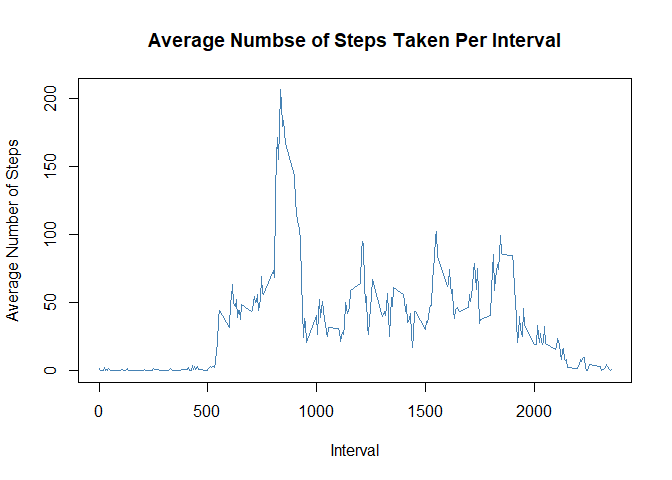 Average Numbse of Steps Taken Per Interval
Average Number of Steps
200
150
100
50
0
0 500 1000 1500 2000
Interval